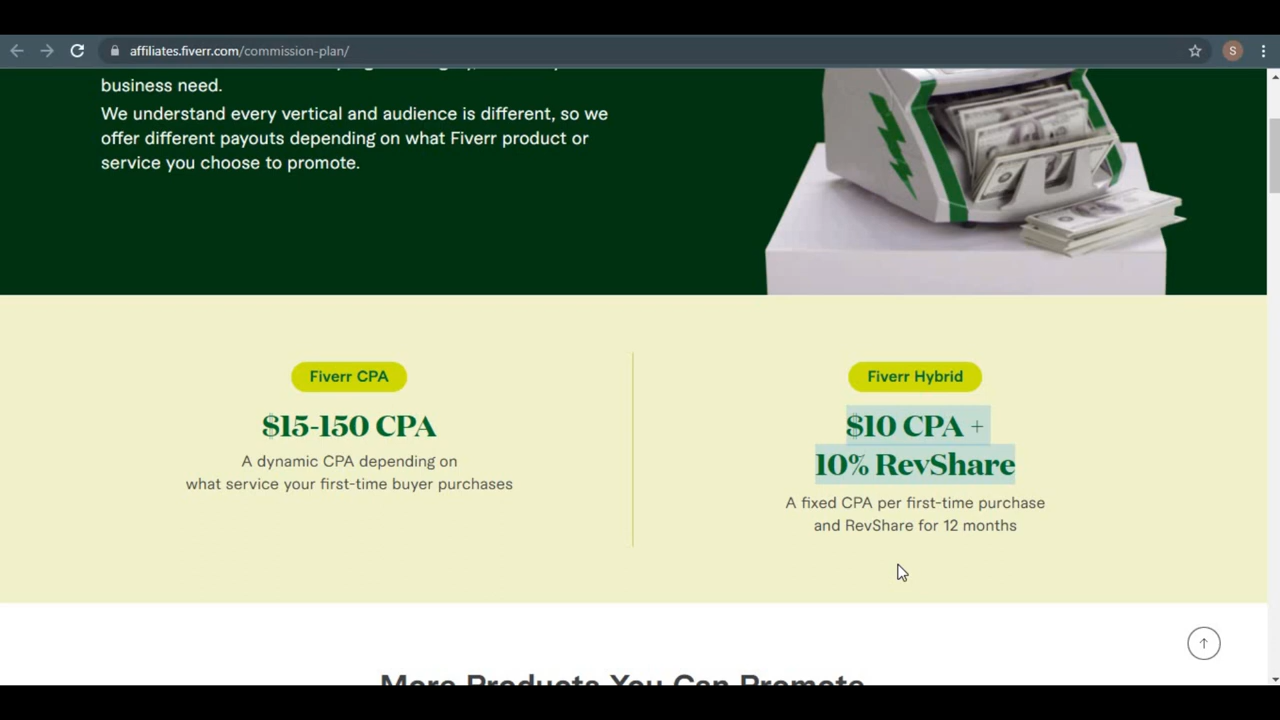 affiliates.fiverr.com/commission-plan/
S
business need.
We understand every vertical and audience is different, so we
offer different payouts depending on what Fiverr product or
service you choose to promote.
Fiverr CPA
$15-150 CPA
A dynamic CPA depending on
what service your first-time buyer purchases
Fiverr Hybrid
$10 CPA +
10% RevShare
A fixed CPA per first-time purchase
and RevShare for 12 months
More Products You Can Promote